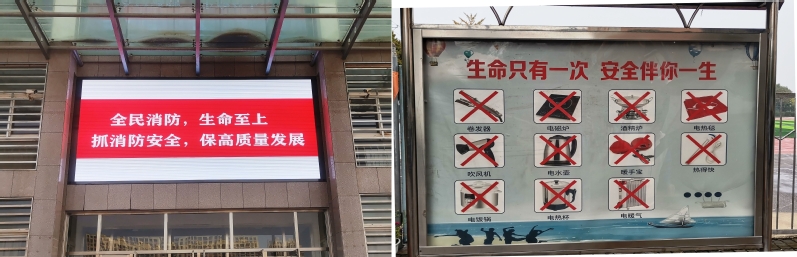 全民消防，生命至上
抓消防安全，保高质量发展
生命只有一次 安全伴你一生
卷发器 电磁炉 酒精炉 电热毯
吹风机 电水壶 暖手宝 热得快
电饭锅 电热杯 电暖气